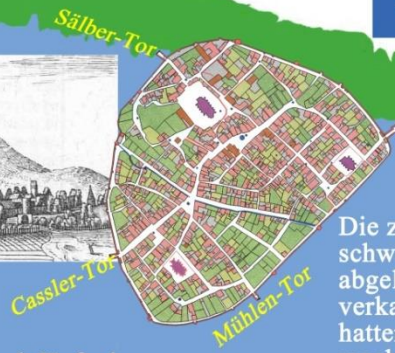 Sälber-Tor
Cassler-Tor
Mühlen-Tor
Die z
schw
abgel
verka
hatte